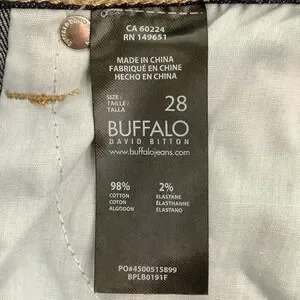 CA 60224
RN 149651
MADE IN CHINA
FABRIQUÉ EN CHINE
HECHO EN CHINA
SIZE /
TAILLE /
TALLA
28
BUFFALO
DAVID BITTON
www.buffalojeans.com
98%
COTTON
COTON
ALGODON
2%
ELASTANE
ELASTHANNE
ELASTANO
PO#4500515899
BPLB0191F